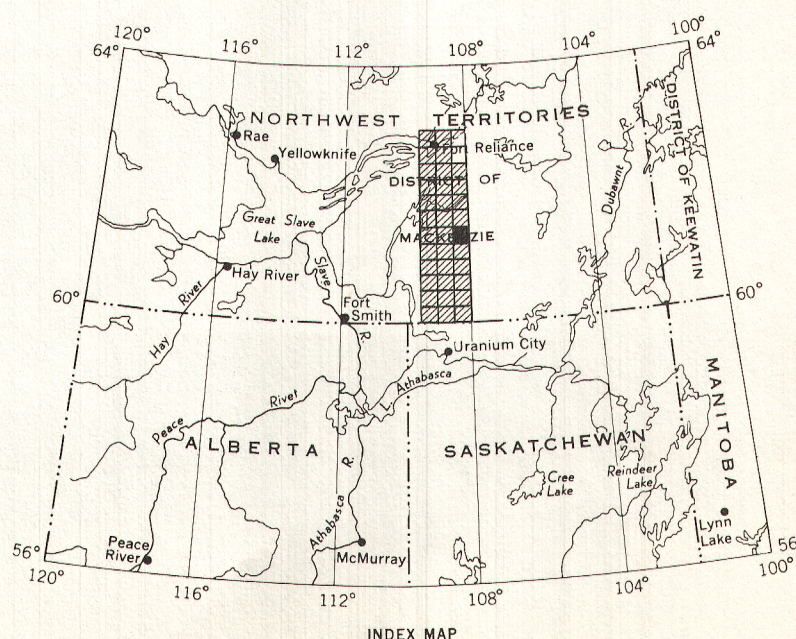 120°
116°
112°
108°
104°
100°
64°
64°
NORTHWEST TERRITORIES
Rae
Yellowknife
Fort Reliance
DISTRICT OF
MACKENZIE
DISTRICT OF KEEWATIN
Dubawnt R.
Great Slave
Lake
Slave
R.
Hay River
Hay
River
60°
60°
Fort
Smith
Uranium City
L. Athabasca
Peace
River
ALBERTA
SASKATCHEWAN
MANITOBA
Cree
Lake
Reindeer
Lake
Athabasca
R.
Peace
River
McMurray
Lynn
Lake
56°
56
120°
116°
112°
108°
104°
100°
INDEX MAP